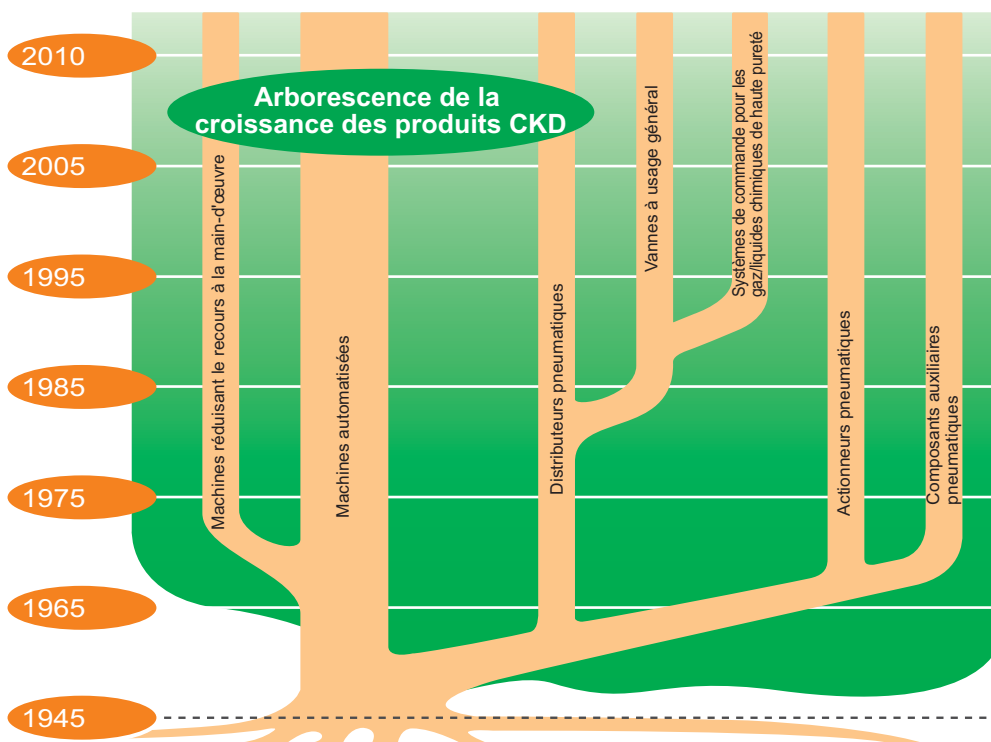 2010
2005
1995
1985
1975
1965
1945
Arborescence de la
croissance des produits CKD
Machines réduisant le recours à la main-d'œuvre
Machines automatisées
Distributeurs pneumatiques
Vannes à usage général
Systèmes de commande pour les
gaz/liquides chimiques de haute pureté
Actionneurs pneumatiques
Composants auxiliaires
pneumatiques